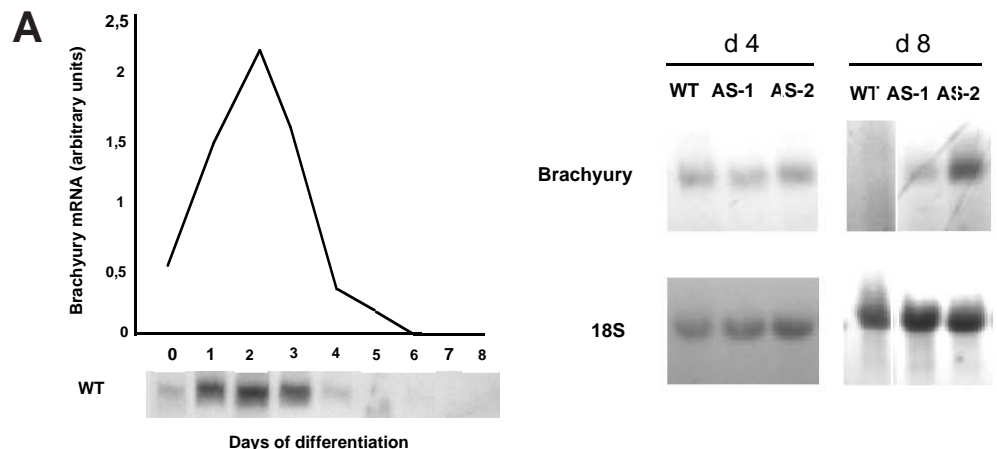 A
Brachyury mRNA (arbitrary units)
2,5
2
1,5
1
0,5
0
0 1 2 3 4 5 6 7 8
WT
Days of differentiation
d 4
d 8
WT AS-1 AS-2
WT AS-1 AS-2
Brachyury
18S